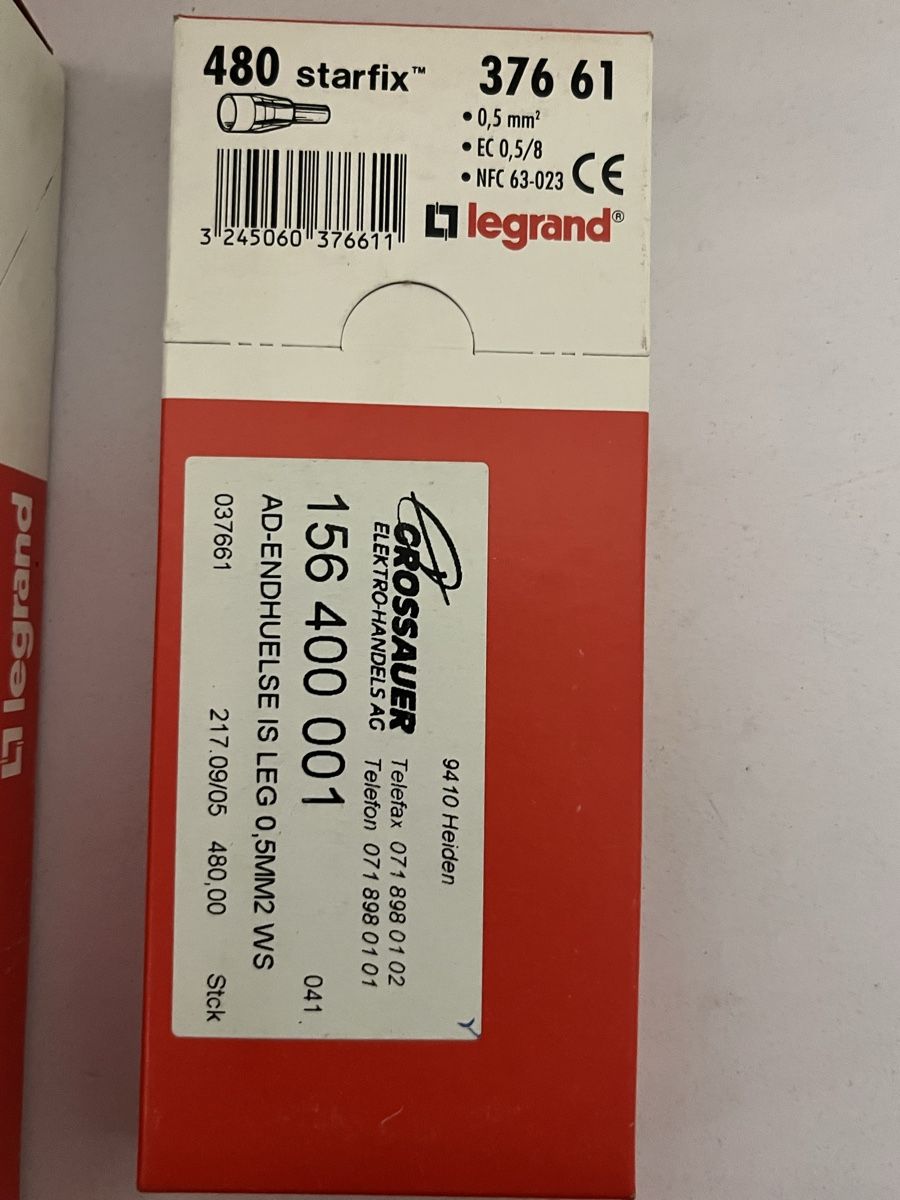 480 starfix™
376 61
• 0,5 mm²
• EC 0,5/8
• NFC 63-023
CE
legrand®
3 245060 376611
9410 Heiden
GROSSAUER
ELEKTRO-HANDELS AG
Telefax 071 898 01 02
Telefon 071 898 01 01
156 400 001
041
AD-ENDHUELSE IS LEG 0,5MM2 WS
037661
217.09/05 480,00 Stck
legrand